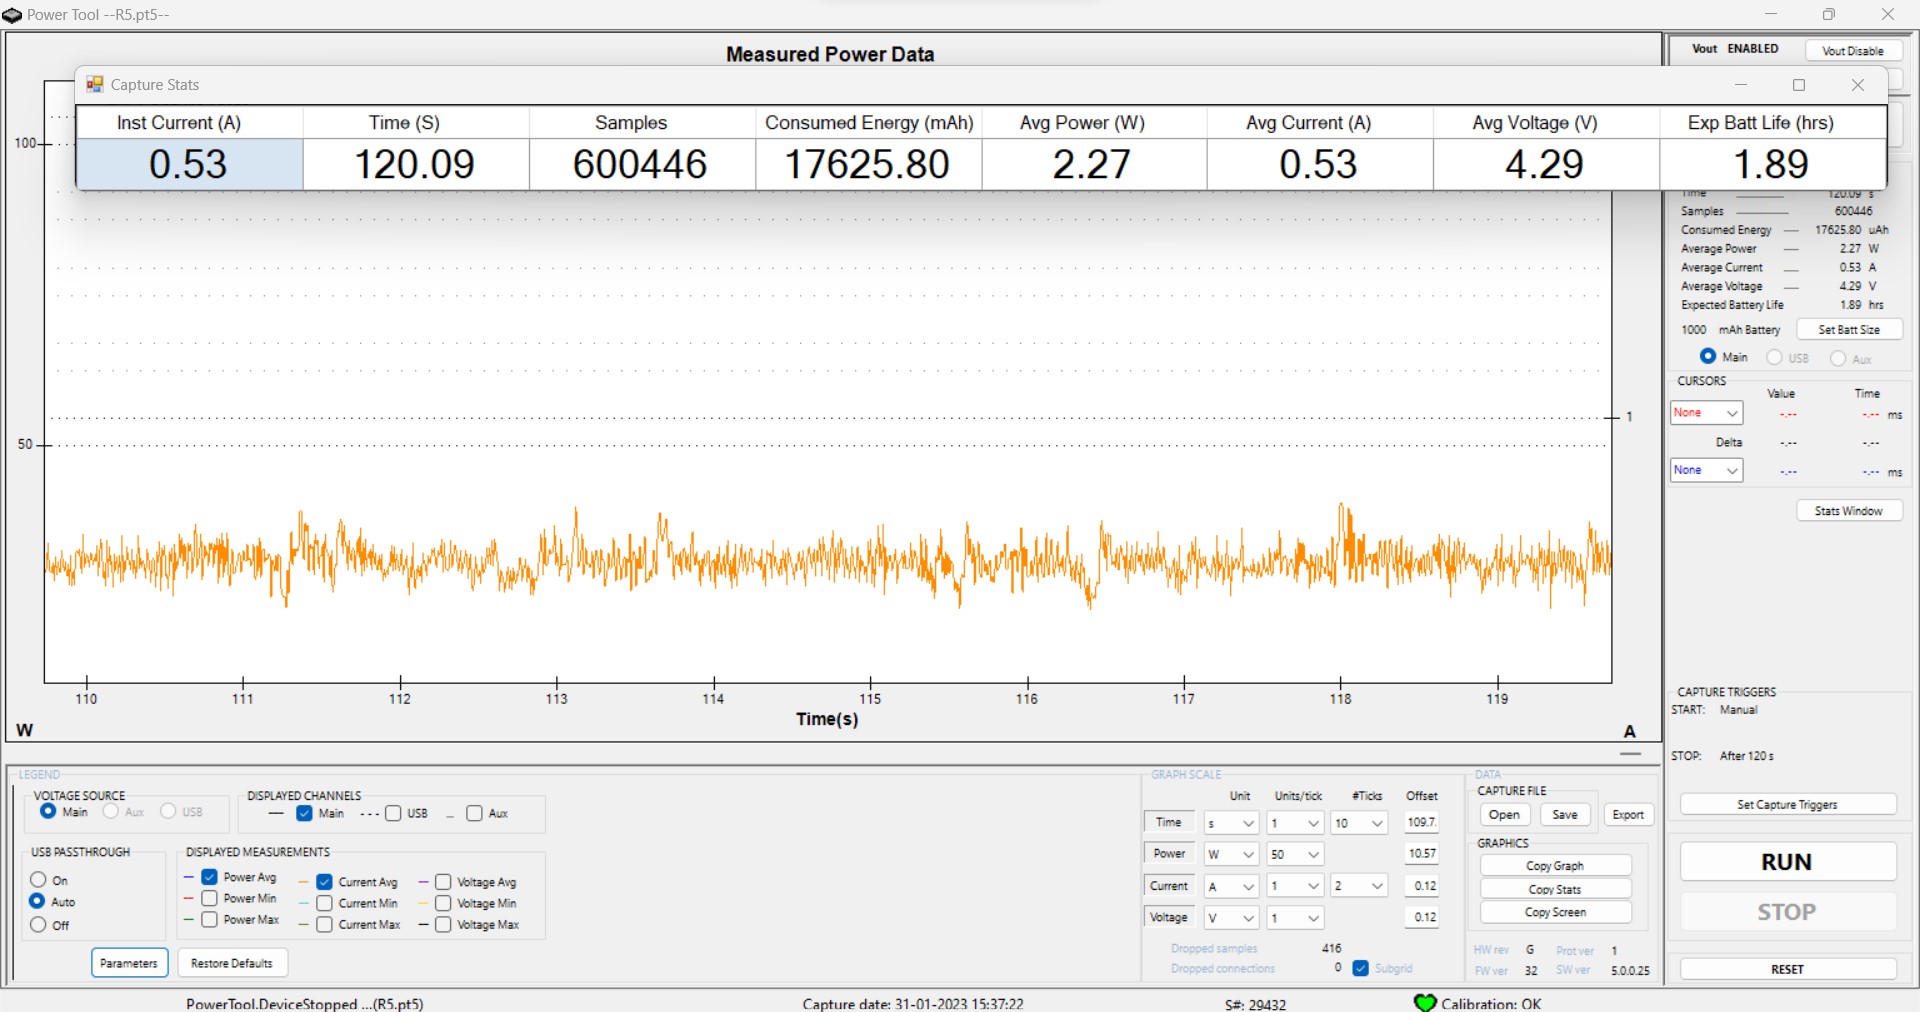 Power Tool --R5.pt5--
Measured Power Data
Vout ENABLED
Vout Disable
Capture Stats
Inst Current (A) Time (S) Samples Consumed Energy (mAh) Avg Power (W) Avg Current (A) Avg Voltage (V) Exp Batt Life (hrs)
0.53 120.09 600446 17625.80 2.27 0.53 4.29 1.89
100
50
1
110 111 112 113 114 115 116 117 118 119
Time(s)
W
A
Time 120.09 s
Samples 600446
Consumed Energy 17625.80 uAh
Average Power 2.27 W
Average Current 0.53 A
Average Voltage 4.29 V
Expected Battery Life 1.89 hrs
1000 mAh Battery Set Batt Size
Main USB Aux
CURSORS
Value Time
None -.-- -.-- ms
Delta -.-- -.--
None -.-- -.-- ms
Stats Window
CAPTURE TRIGGERS
START: Manual
STOP: After 120 s
Set Capture Triggers
RUN
STOP
RESET
LEGEND
VOLTAGE SOURCE
Main Aux USB
DISPLAYED CHANNELS
Main USB Aux
USB PASSTHROUGH
On
Auto
Off
DISPLAYED MEASUREMENTS
Power Avg Current Avg Voltage Avg
Power Min Current Min Voltage Min
Power Max Current Max Voltage Max
Parameters Restore Defaults
GRAPH SCALE
Unit Units/tick #Ticks Offset
Time s 1 10 109.7
Power W 50 10.57
Current A 1 2 0.12
Voltage V 1 0.12
Dropped samples 416
Dropped connections 0 Subgrid
DATA
CAPTURE FILE
Open Save Export
GRAPHICS
Copy Graph
Copy Stats
Copy Screen
HW rev G Prot ver 1
FW ver 32 SW ver 5.0.0.25
PowerTool.DeviceStopped ...(R5.pt5) Capture date: 31-01-2023 15:37:22 S#: 29432 Calibration: OK